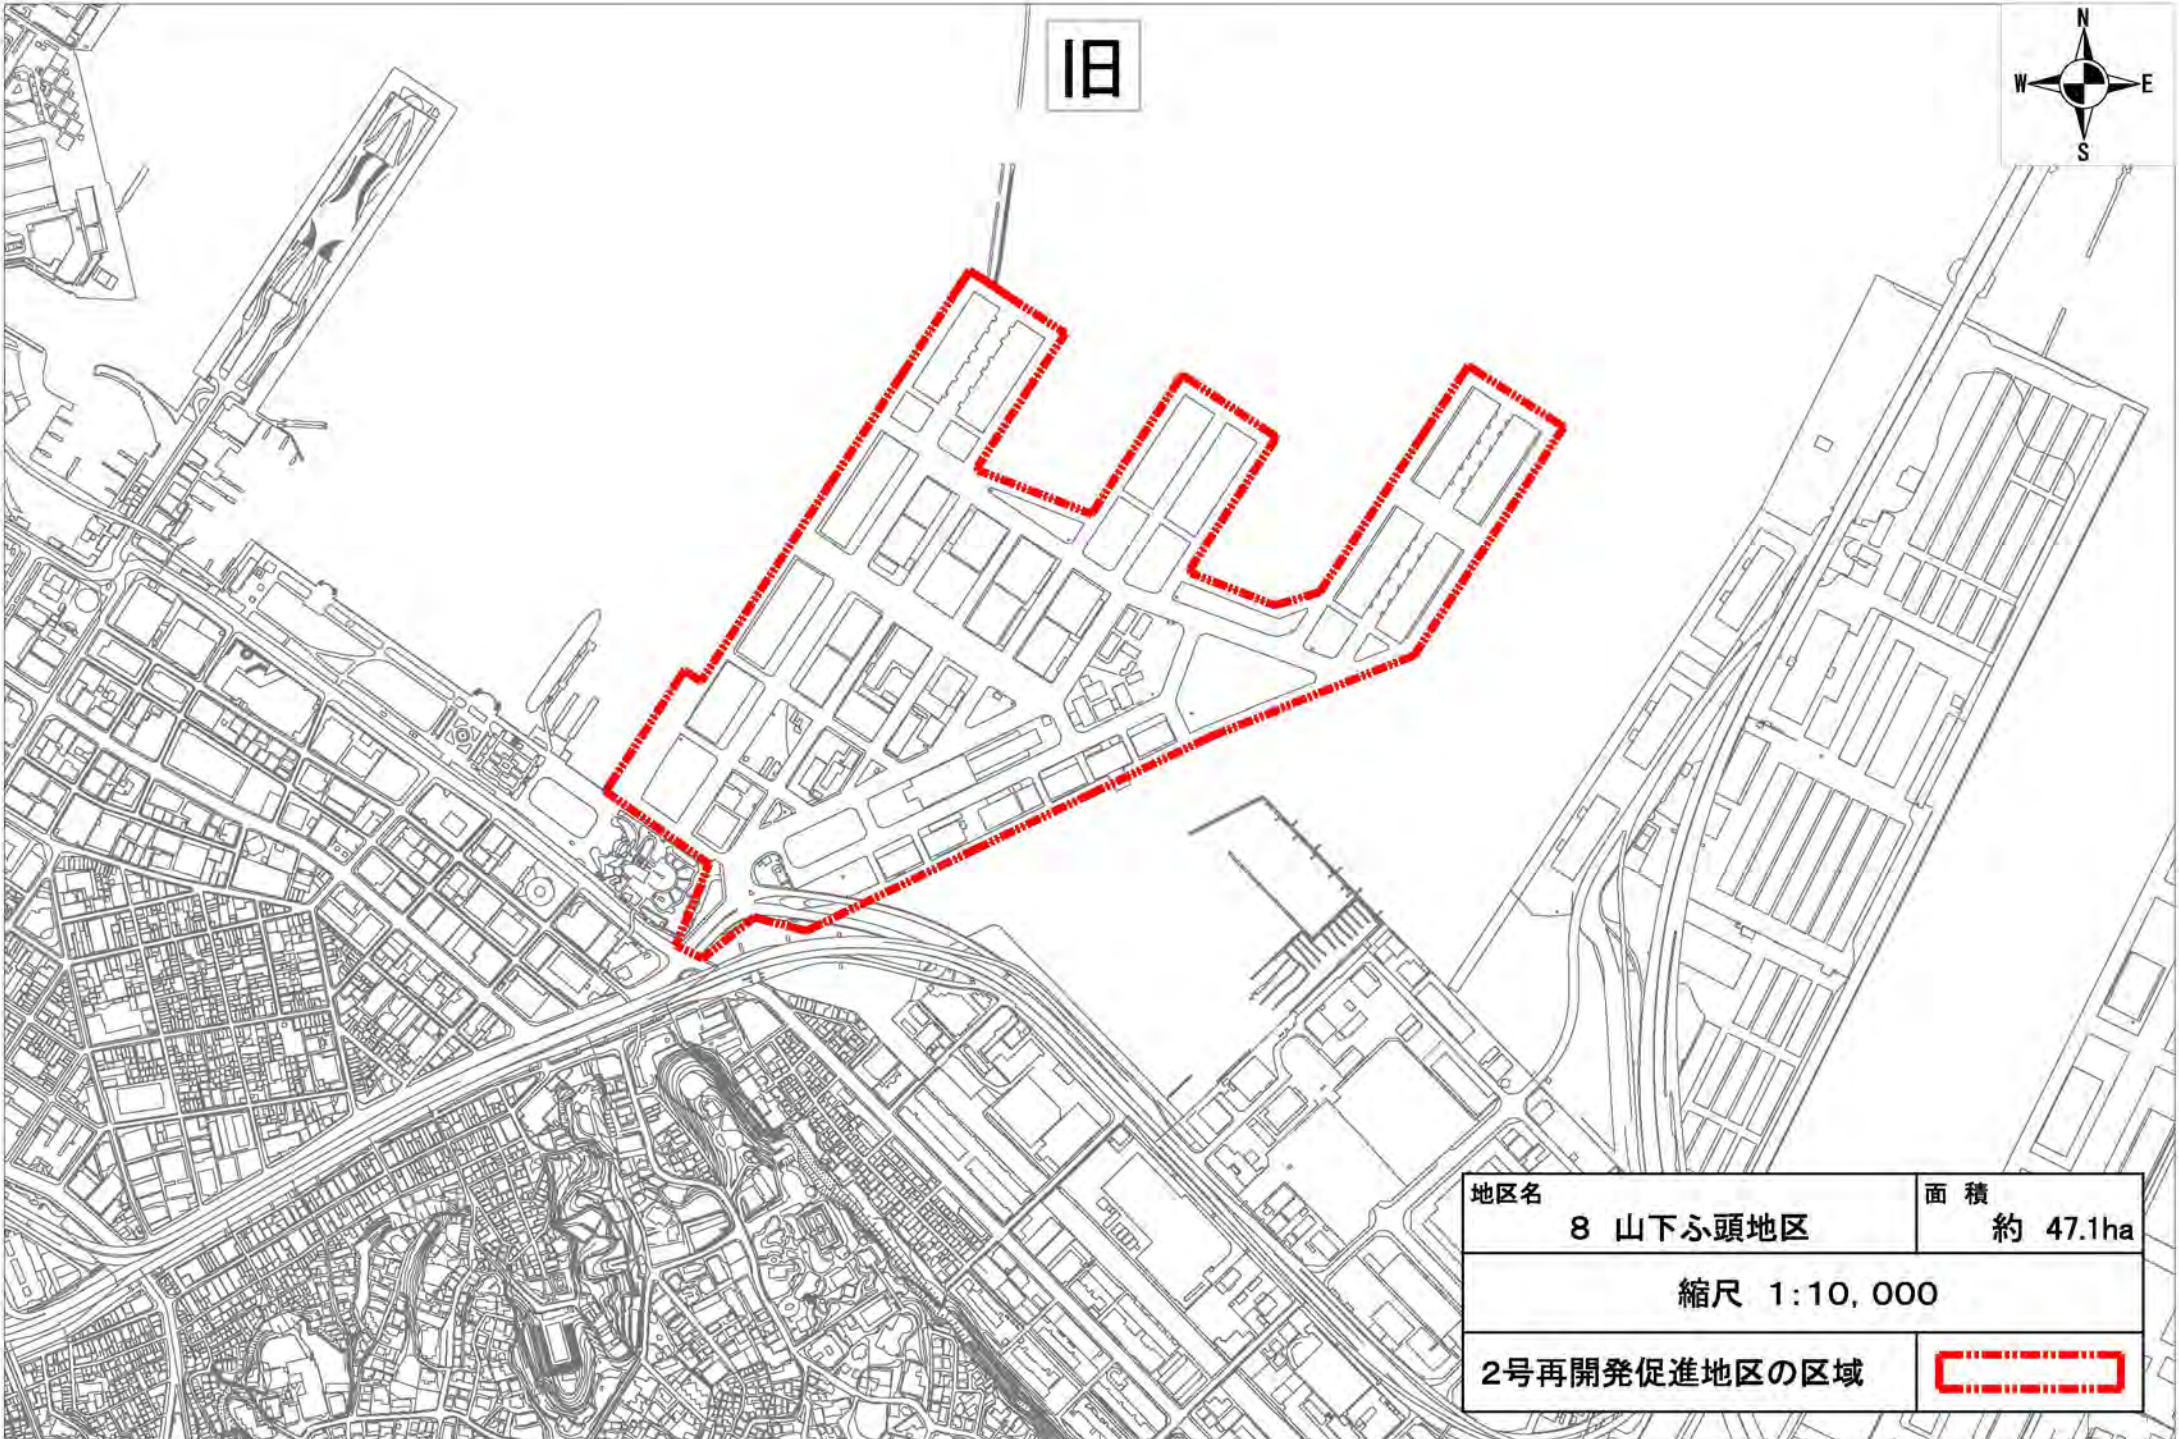 旧
N
W E
S
地区名
8 山下ふ頭地区
面 積
約 47.1ha
縮尺 1:10,000
2号再開発促進地区の区域